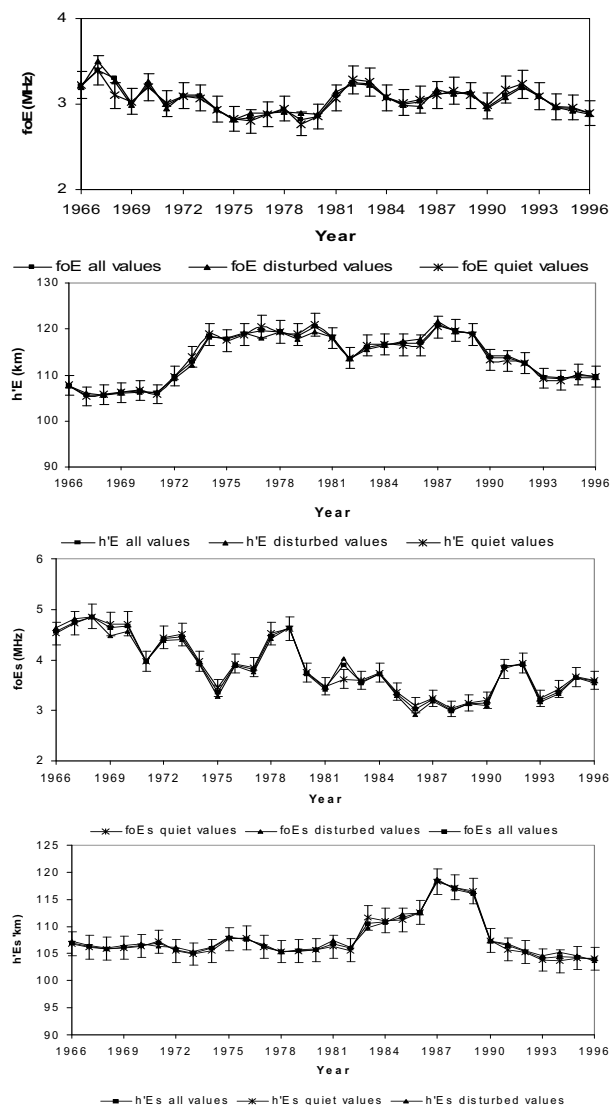 4
foE (MHz)
3
2
1966 1969 1972 1975 1978 1981 1984 1987 1990 1993 1996
Year
foE all values foE disturbed values foE quiet values
130
120
h'E (km)
110
100
90
1966 1969 1972 1975 1978 1981 1984 1987 1990 1993 1996
Year
h'E all values h'E disturbed values h'E quiet values
6
5
foEs (MHz)
4
3
2
1966 1969 1972 1975 1978 1981 1984 1987 1990 1993 1996
Year
foEs quiet values foEs disturbed values foEs all values
125
120
115
h'Es 'km)
110
105
100
95
90
1966 1969 1972 1975 1978 1981 1984 1987 1990 1993 1996
Year
h'Es all values h'Es quiet values h'Es disturbed values